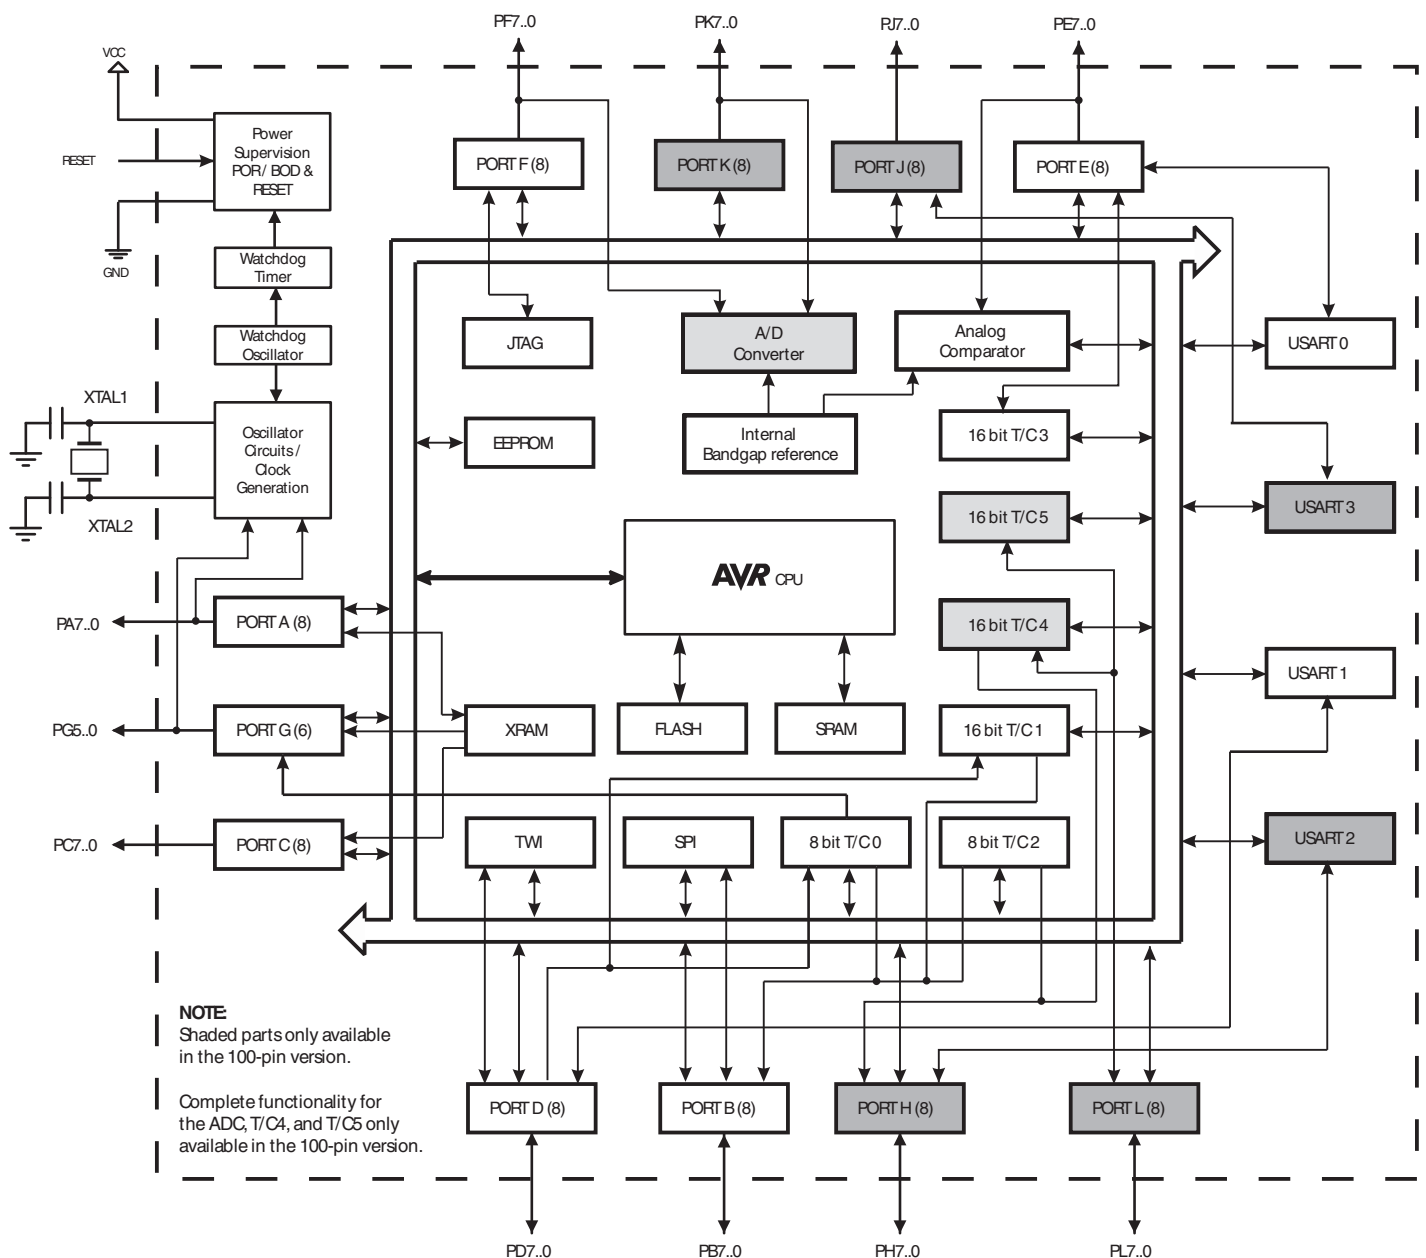 PF7..0
PK7..0
PJ7..0
PE7..0
VCC
RESET
GND
Power
Supervision
POR / BOD &
RESET
PORT F (8)
PORT K (8)
PORT J (8)
PORT E (8)
Watchdog
Timer
Watchdog
Oscillator
JTAG
A/D
Converter
Analog
Comparator
USART 0
XTAL1
Oscillator
Circuits /
Clock
Generation
XTAL2
EEPROM
Internal
Bandgap reference
16 bit T/C 3
USART 3
16 bit T/C 5
AVR CPU
PA7..0
PORT A (8)
16 bit T/C 4
USART 1
PG5..0
PORT G (6)
XRAM
FLASH
SRAM
16 bit T/C 1
PC7..0
PORT C (8)
TWI
SPI
8 bit T/C 0
8 bit T/C 2
USART 2
NOTE:
Shaded parts only available
in the 100-pin version.
Complete functionality for
the ADC, T/C4, and T/C5 only
available in the 100-pin version.
PORT D (8)
PORT B (8)
PORT H (8)
PORT L (8)
PD7..0
PB7..0
PH7..0
PL7..0